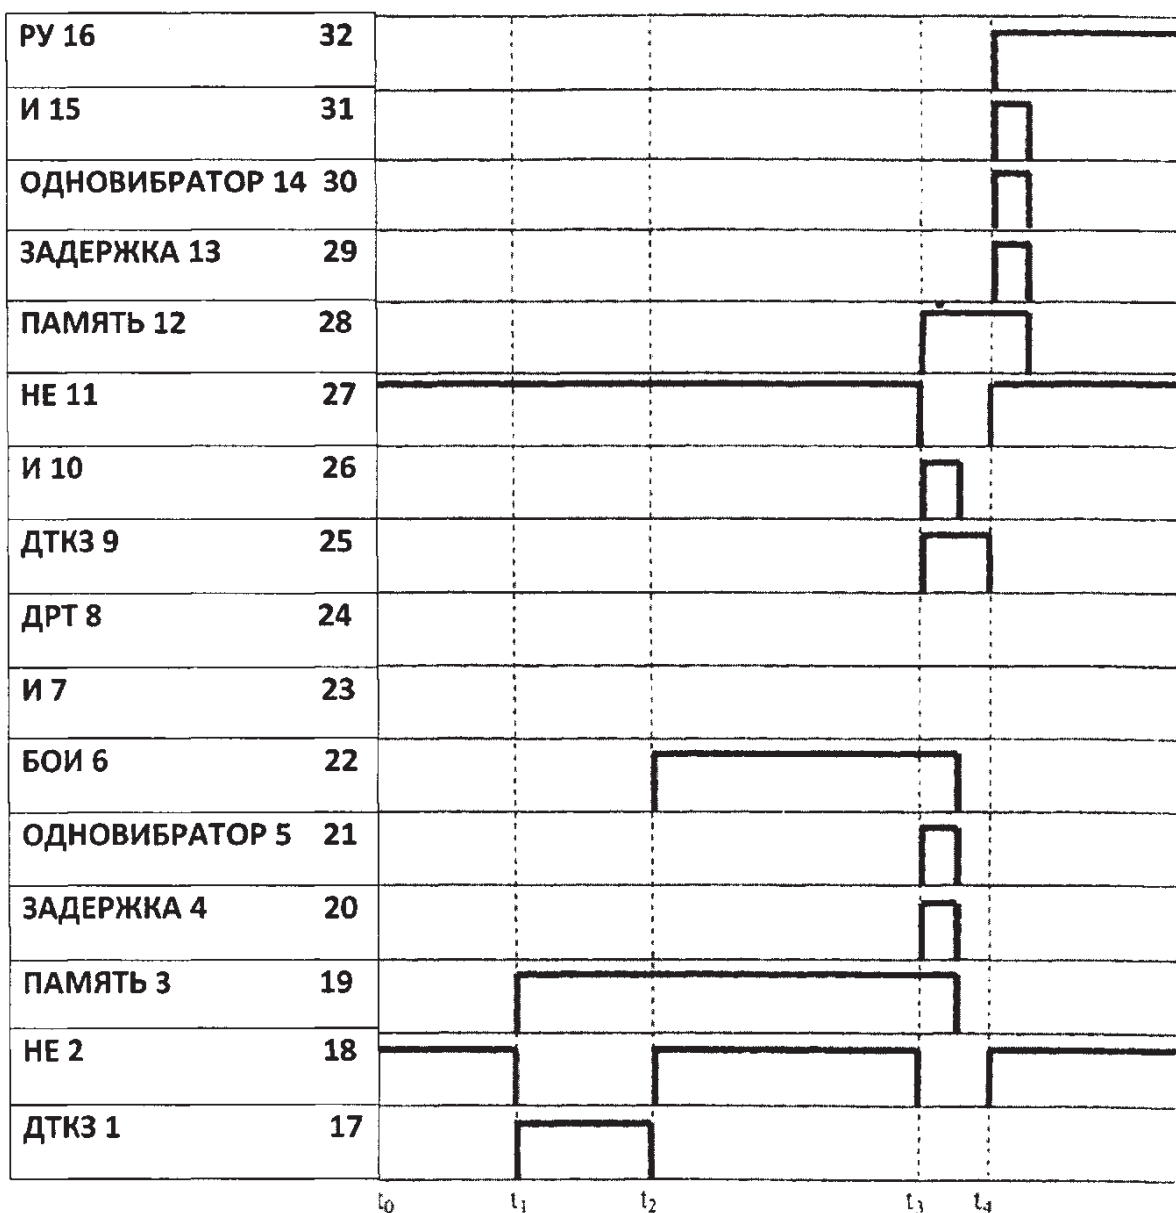 РУ 16 32
И 15 31
ОДНОВИБРАТОР 14 30
ЗАДЕРЖКА 13 29
ПАМЯТЬ 12 28
НЕ 11 27
И 10 26
ДТКЗ 9 25
ДРТ 8 24
И 7 23
БОИ 6 22
ОДНОВИБРАТОР 5 21
ЗАДЕРЖКА 4 20
ПАМЯТЬ 3 19
НЕ 2 18
ДТКЗ 1 17
t₀ t₁ t₂ t₃ t₄